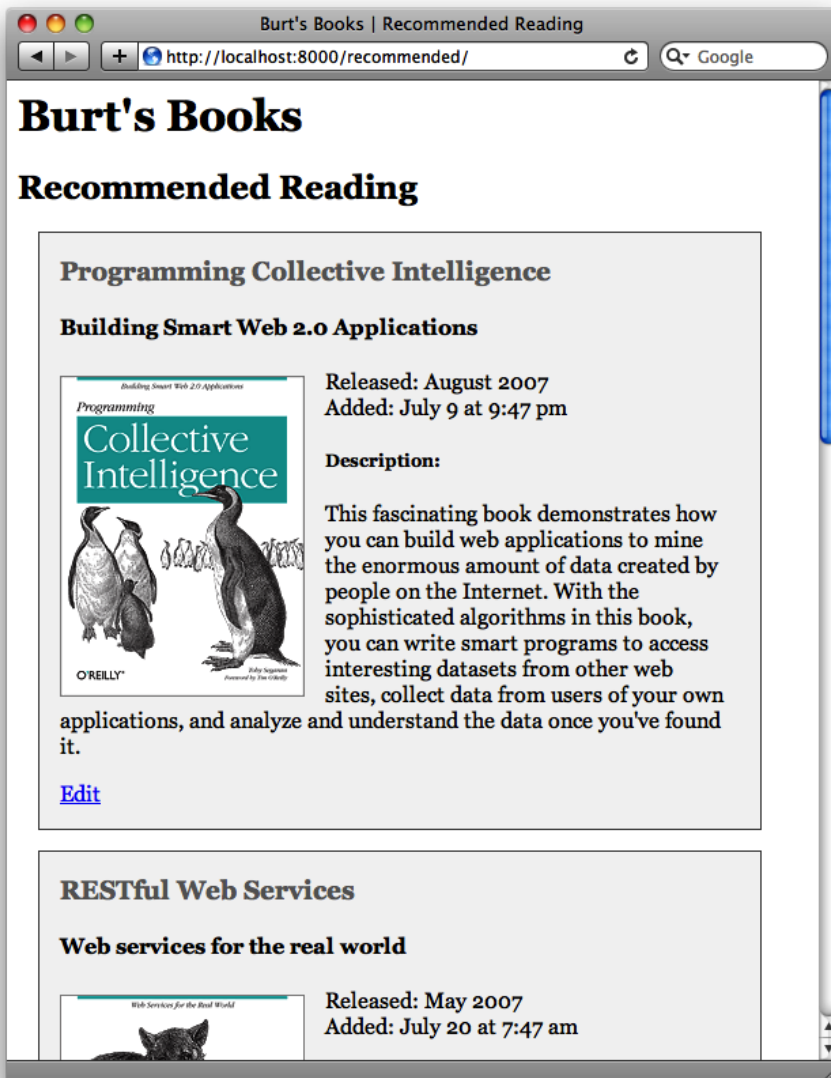 Burt's Books | Recommended Reading
http://localhost:8000/recommended/
Google
Burt's Books
Recommended Reading
Programming Collective Intelligence
Building Smart Web 2.0 Applications
Building Smart Web 2.0 Applications
Programming
Collective
Intelligence
O'REILLY®
Toby Segaran
Foreword by Tim O'Reilly
Released: August 2007
Added: July 9 at 9:47 pm
Description:
This fascinating book demonstrates how
you can build web applications to mine
the enormous amount of data created by
people on the Internet. With the
sophisticated algorithms in this book,
you can write smart programs to access
interesting datasets from other web
sites, collect data from users of your own
applications, and analyze and understand the data once you've found
it.
Edit
RESTful Web Services
Web services for the real world
Web Services for the Real World
Released: May 2007
Added: July 20 at 7:47 am